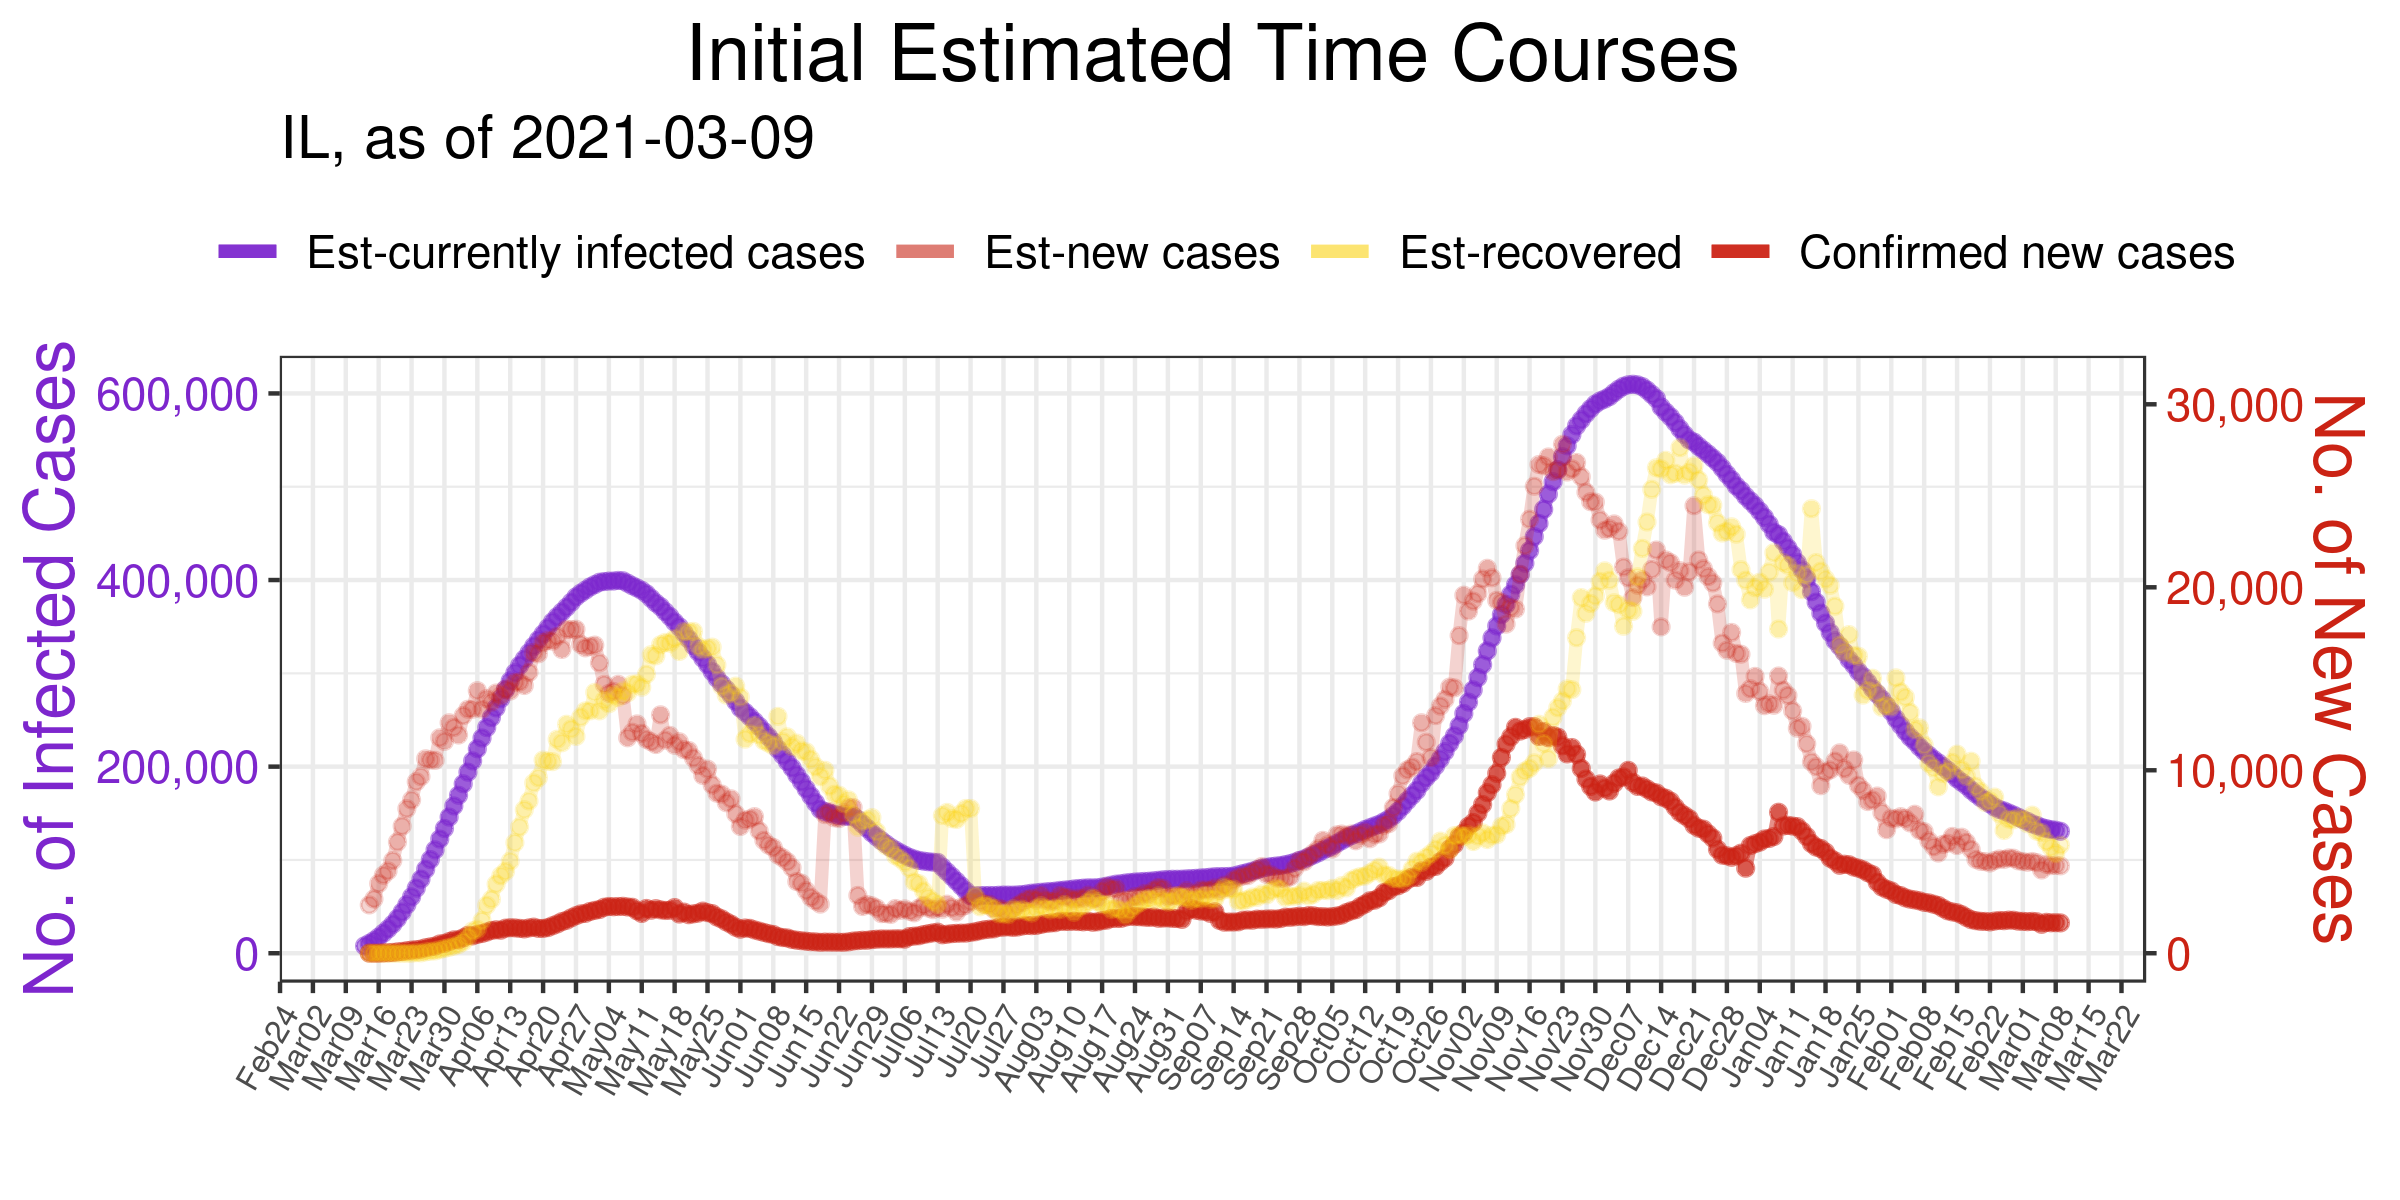 Initial Estimated Time Courses
IL, as of 2021-03-09
Est-currently infected cases Est-new cases Est-recovered Confirmed new cases
No. of Infected Cases
600,000
400,000
200,000
0
30,000
20,000
10,000
0
No. of New Cases
Feb24 Mar02 Mar09 Mar16 Mar23 Mar30 Apr06 Apr13 Apr20 Apr27 May04 May11 May18 May25 Jun01 Jun08 Jun15 Jun22 Jun29 Jul06 Jul13 Jul20 Jul27 Aug03 Aug10 Aug17 Aug24 Aug31 Sep07 Sep14 Sep21 Sep28 Oct05 Oct12 Oct19 Oct26 Nov02 Nov09 Nov16 Nov23 Nov30 Dec07 Dec14 Dec21 Dec28 Jan04 Jan11 Jan18 Jan25 Feb01 Feb08 Feb15 Feb22 Mar01 Mar08 Mar15 Mar22